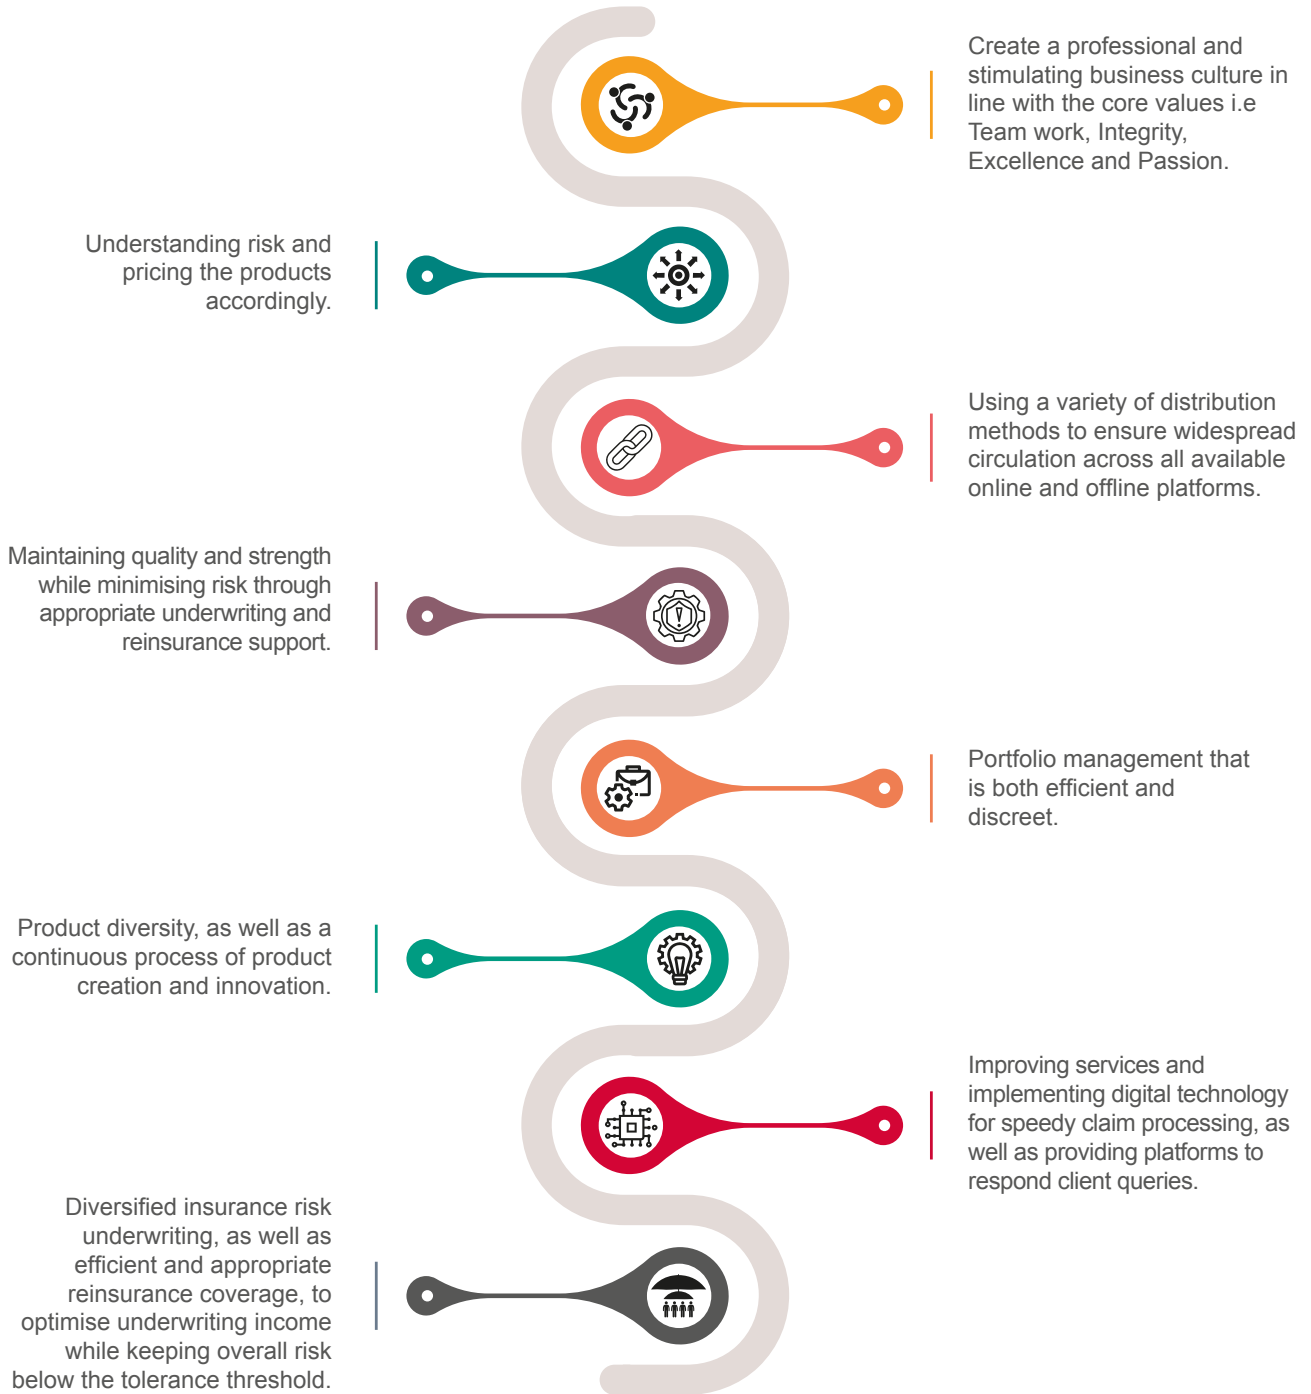 Create a professional and
stimulating business culture in
line with the core values i.e
Team work, Integrity,
Excellence and Passion.
Understanding risk and
pricing the products
accordingly.
Using a variety of distribution
methods to ensure widespread
circulation across all available
online and offline platforms.
Maintaining quality and strength
while minimising risk through
appropriate underwriting and
reinsurance support.
Portfolio management that
is both efficient and
discreet.
Product diversity, as well as a
continuous process of product
creation and innovation.
Improving services and
implementing digital technology
for speedy claim processing, as
well as providing platforms to
respond client queries.
Diversified insurance risk
underwriting, as well as
efficient and appropriate
reinsurance coverage, to
optimise underwriting income
while keeping overall risk
below the tolerance threshold.